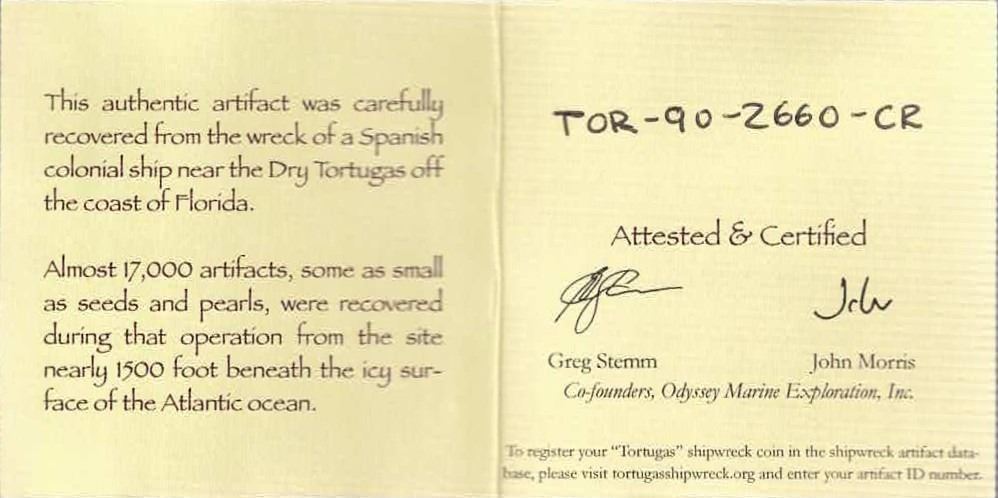 This authentic artifact was carefully
recovered from the wreck of a Spanish
colonial ship near the Dry Tortugas off
the coast of Florida.
Almost 17,000 artifacts, some as small
as seeds and pearls, were recovered
during that operation from the site
nearly 1500 foot beneath the icy sur-
face of the Atlantic ocean.
TOR-90-2660-CR
Attested & Certified
Greg Stemm John Morris
Co-founders, Odyssey Marine Exploration, Inc.
To register your "Tortugas" shipwreck coin in the shipwreck artifact data-
base, please visit tortugasshipwreck.org and enter your artifact ID number.